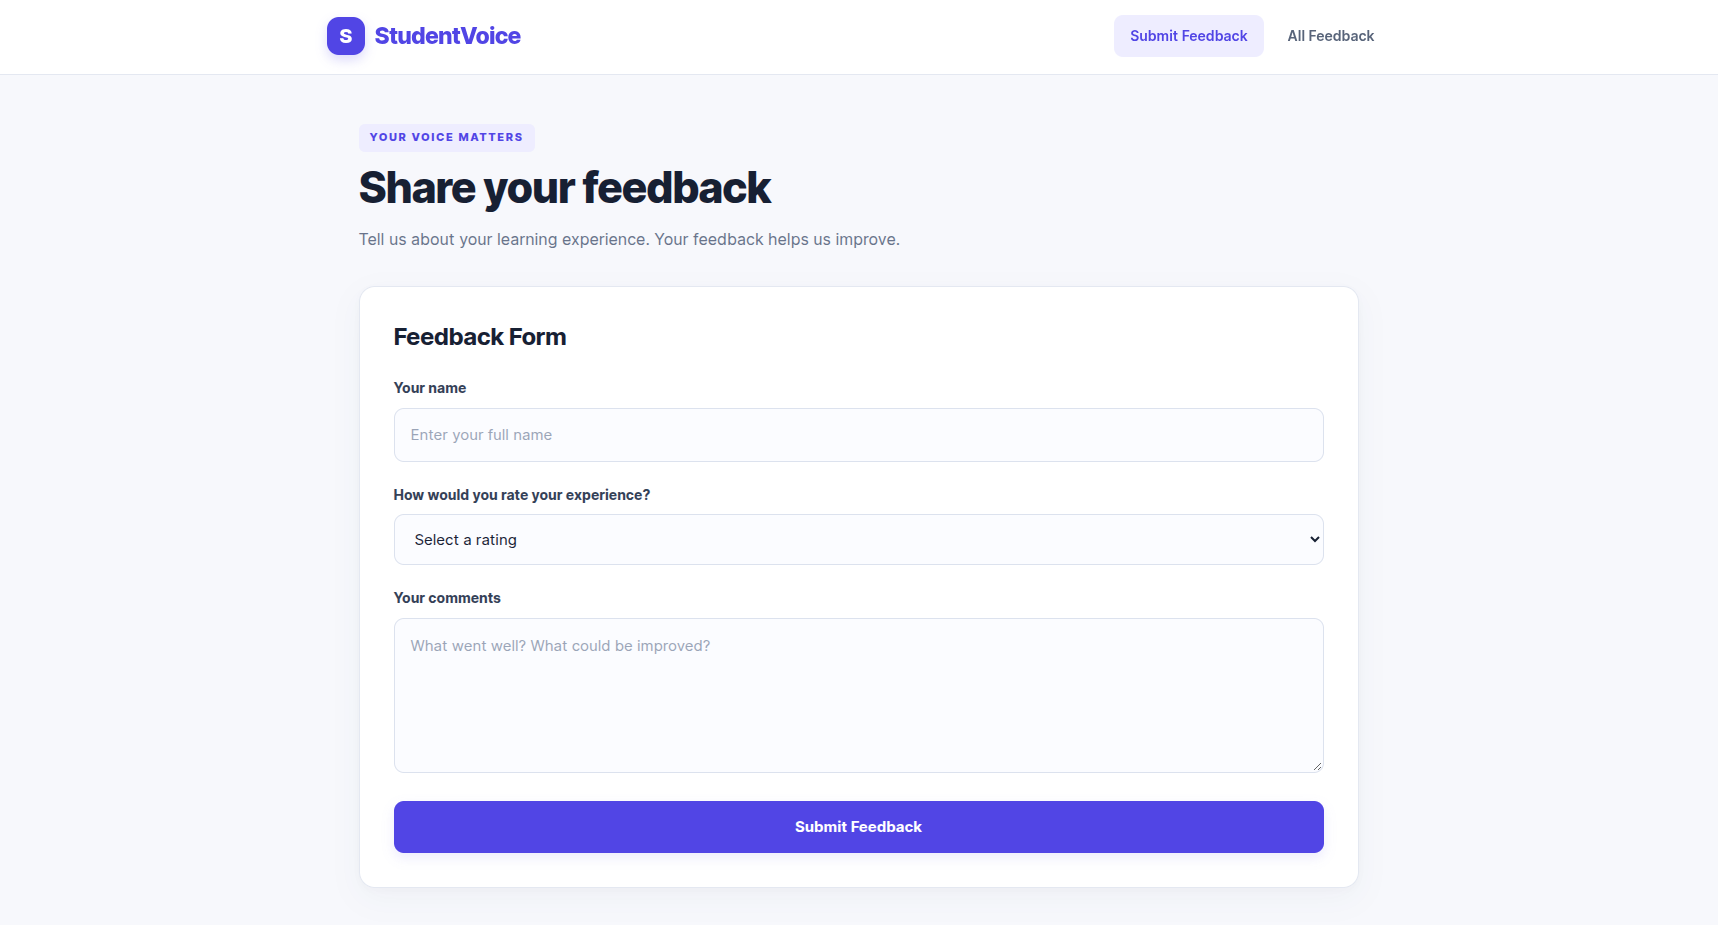 S StudentVoice
Submit Feedback
All Feedback
YOUR VOICE MATTERS
Share your feedback
Tell us about your learning experience. Your feedback helps us improve.
Feedback Form
Your name
Enter your full name
How would you rate your experience?
Select a rating
Your comments
What went well? What could be improved?
Submit Feedback